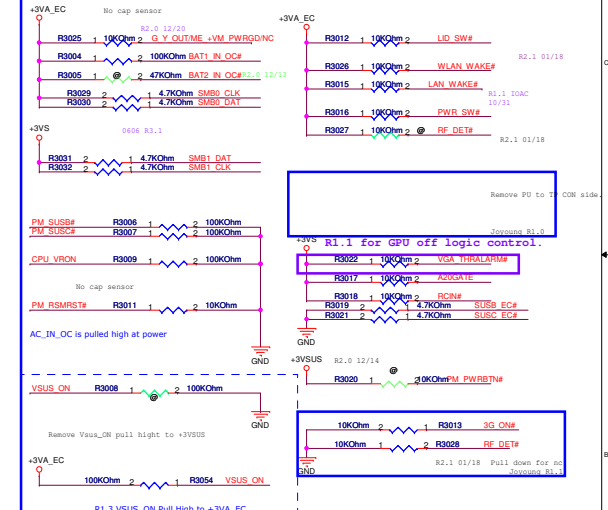 +3VA_EC
No cap sensor
R2.0 12/20
R3025 1 10KOhm 2 G_Y_OUT/ME_+VM_PWRGD/NC
R3004 1 2 100KOhm BAT1_IN_OC#
R3005 1 @ 2 47KOhm BAT2_IN_OC# R2.0 12/13
R3029 2 1 4.7KOhm SMB0_CLK
R3030 2 1 4.7KOhm SMB0_DAT
+3VS
0606 R3.1
R3031 2 1 4.7KOhm SMB1_DAT
R3032 2 1 4.7KOhm SMB1_CLK
PM_SUSB# R3006 1 2 100KOhm
PM_SUSC# R3007 1 2 100KOhm
CPU_VRON R3009 1 2 100KOhm
No cap sensor
PM_RSMRST# R3011 1 2 10KOhm
AC_IN_OC is pulled high at power
GND
VSUS_ON R3008 1 2 100KOhm
@
GND
Remove Vsus_ON pull hight to +3VSUS
+3VA_EC
100KOhm 2 1 R3054 VSUS_ON
R1.3 VSUS_ON Pull High to +3VA_EC
+3VA_EC
R3012 1 10KOhm 2 LID_SW#
R2.1 01/18
R3026 1 10KOhm 2 WLAN_WAKE#
R3015 1 10KOhm 2 LAN_WAKE#
R1.1 IOAC
10/31
R3016 1 10KOhm 2 PWR_SW#
R3027 1 10KOhm 2 @ RF_DET#
R2.1 01/18
Remove PU to TP CON side.
Joyoung R1.0
R1.1 for GPU off logic control.
+3VS
R3022 1 10KOhm 2 VGA_THRALARM#
R3017 1 10KOhm 2 A20GATE
R3018 1 10KOhm 2 RCIN#
R3019 2 1 4.7KOhm SUSB_EC#
R3021 2 1 4.7KOhm SUSC_EC#
GND
+3VSUS
R2.0 12/14
@
R3020 1 2 10KOhm PM_PWRBTN#
10KOhm 2 1 R3013 3G_ON#
10KOhm 1 2 R3028 RF_DET#
GND
R2.1 01/18 Pull down for nc
Joyoung R1.1
C
B